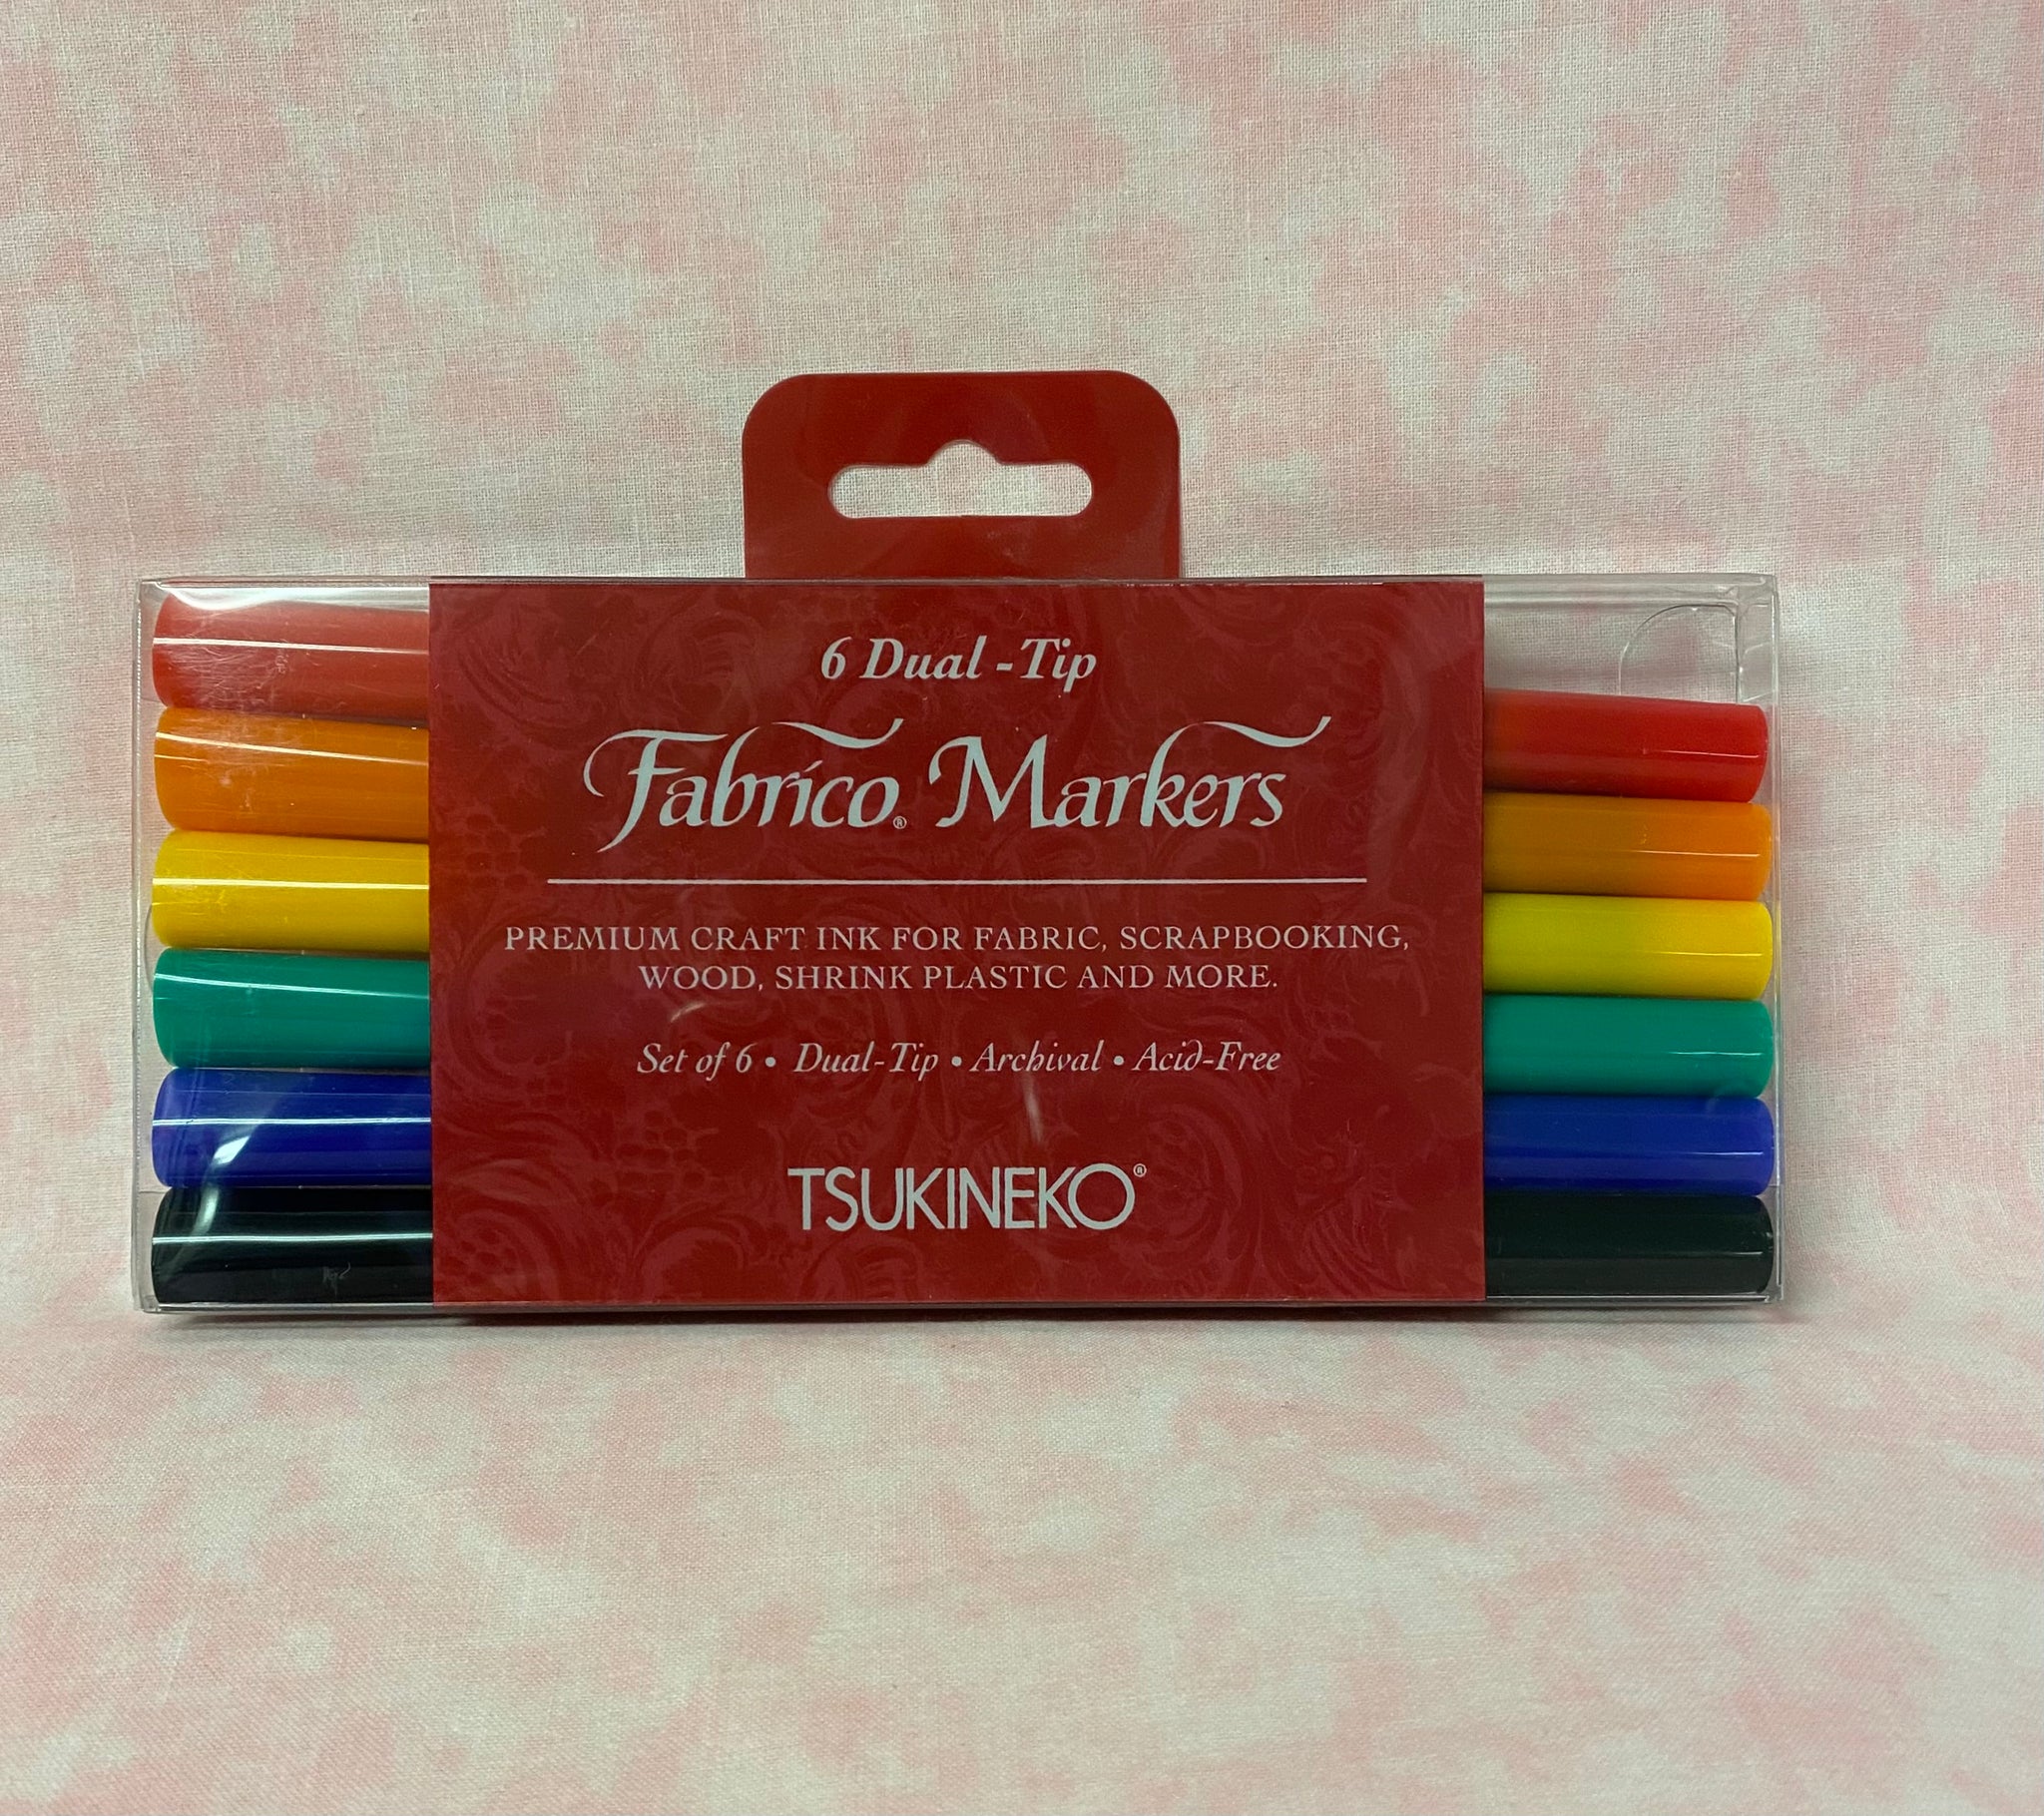 6 Dual-Tip
Fabrico® Markers
PREMIUM CRAFT INK FOR FABRIC, SCRAPBOOKING,
WOOD, SHRINK PLASTIC AND MORE.
Set of 6 • Dual-Tip • Archival • Acid-Free
TSUKINEKO®